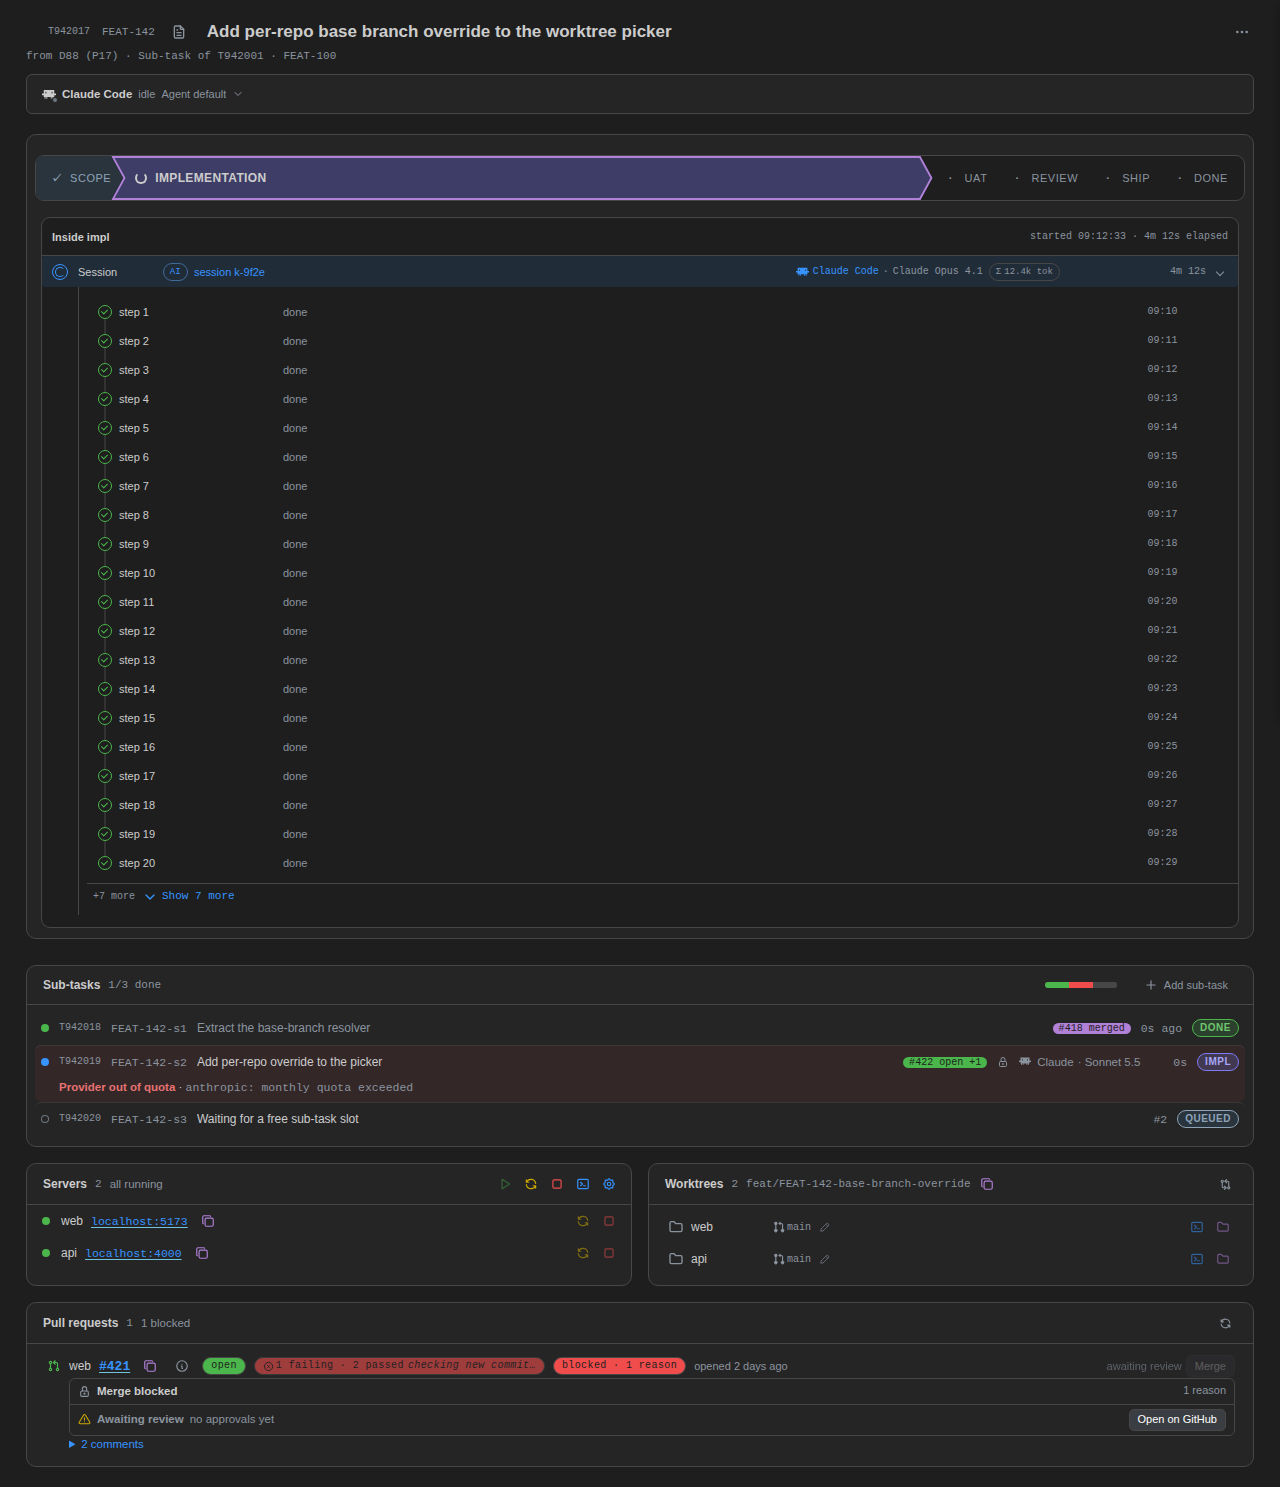 T942017 FEAT-142 Add per-repo base branch override to the worktree picker
from D88 (P17) · Sub-task of T942001 · FEAT-100
Claude Code idle Agent default
SCOPE IMPLEMENTATION · UAT · REVIEW · SHIP · DONE
Inside impl started 09:12:33 · 4m 12s elapsed
Session AI session k-9f2e Claude Code · Claude Opus 4.1 Σ 12.4k tok 4m 12s
step 1 done 09:10
step 2 done 09:11
step 3 done 09:12
step 4 done 09:13
step 5 done 09:14
step 6 done 09:15
step 7 done 09:16
step 8 done 09:17
step 9 done 09:18
step 10 done 09:19
step 11 done 09:20
step 12 done 09:21
step 13 done 09:22
step 14 done 09:23
step 15 done 09:24
step 16 done 09:25
step 17 done 09:26
step 18 done 09:27
step 19 done 09:28
step 20 done 09:29
+7 more Show 7 more
Sub-tasks 1/3 done Add sub-task
T942018 FEAT-142-s1 Extract the base-branch resolver #418 merged 0s ago DONE
T942019 FEAT-142-s2 Add per-repo override to the picker #422 open +1 Claude · Sonnet 5.5 0s IMPL
Provider out of quota · anthropic: monthly quota exceeded
T942020 FEAT-142-s3 Waiting for a free sub-task slot #2 QUEUED
Servers 2 all running
web localhost:5173
api localhost:4000
Worktrees 2 feat/FEAT-142-base-branch-override
web main
api main
Pull requests 1 1 blocked
web #421 open 1 failing · 2 passed checking new commit… blocked · 1 reason opened 2 days ago awaiting review Merge
Merge blocked 1 reason
Awaiting review no approvals yet Open on GitHub
2 comments